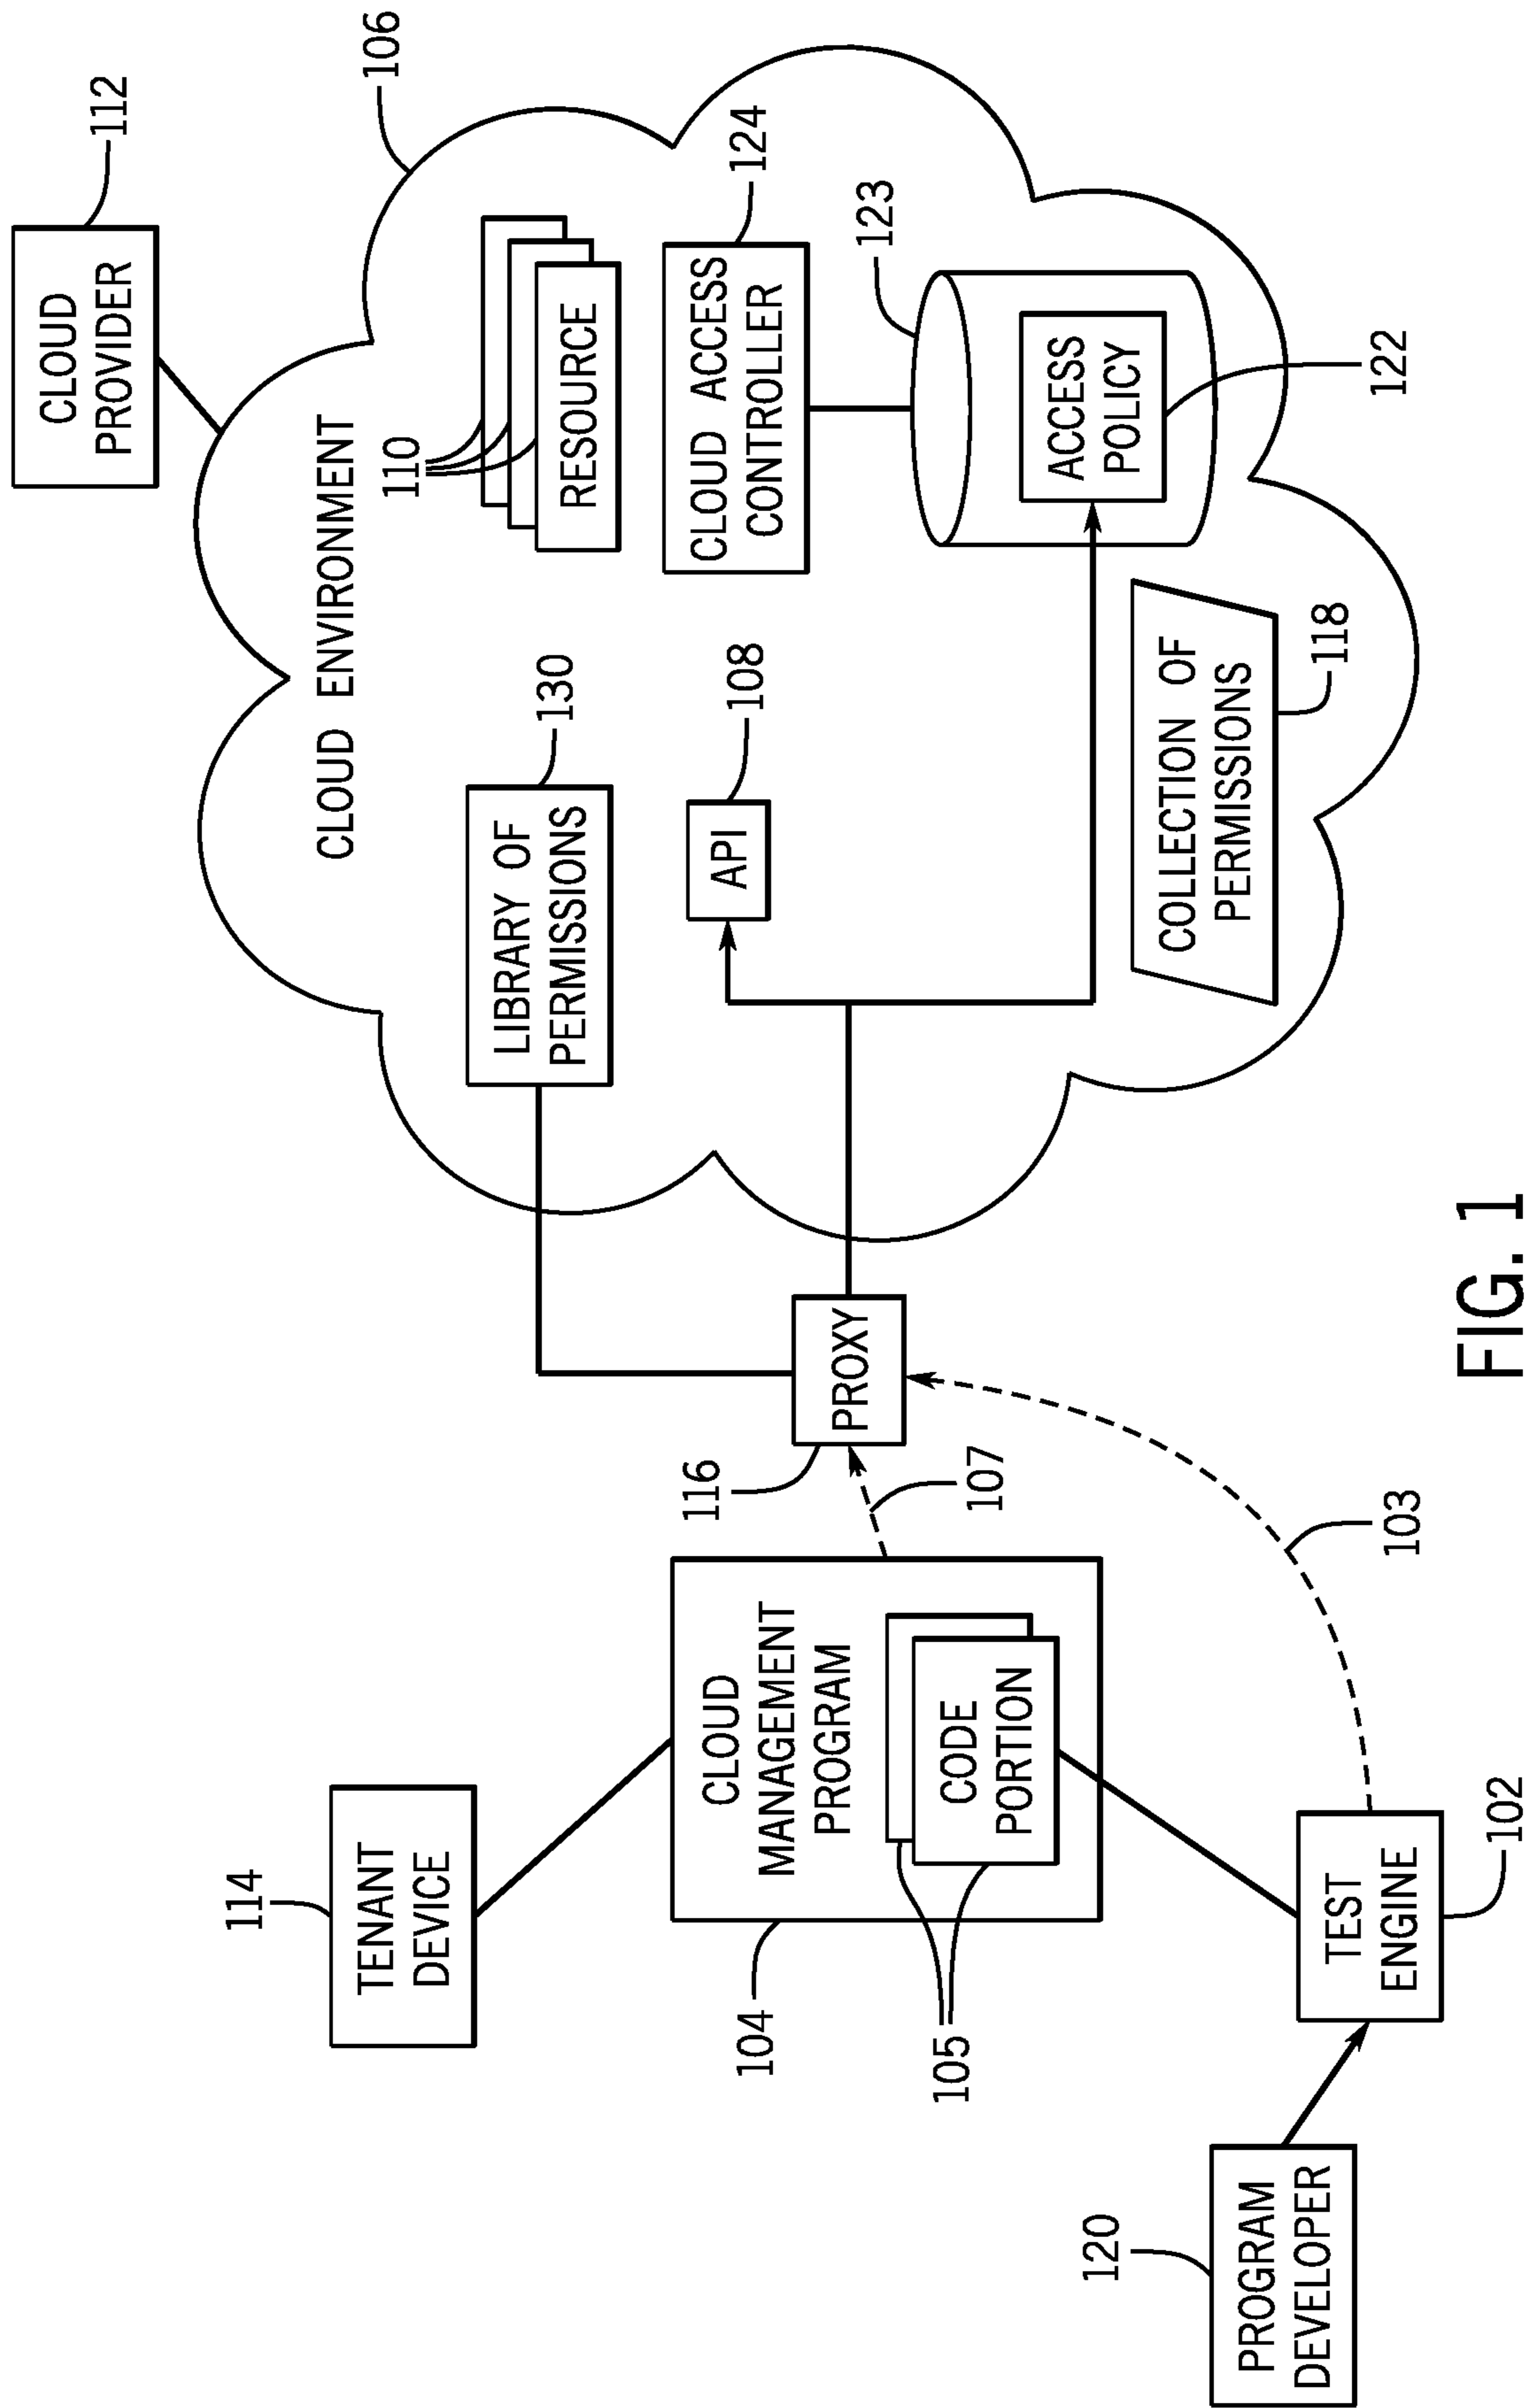 CLOUD
PROVIDER
112
106
CLOUD ENVIRONMENT
110
RESOURCE
LIBRARY OF
PERMISSIONS
130
CLOUD ACCESS
CONTROLLER
124
API
108
123
ACCESS
POLICY
122
COLLECTION OF
PERMISSIONS
118
PROXY
116
107
103
114
TENANT
DEVICE
CLOUD
MANAGEMENT
PROGRAM
CODE
PORTION
104
105
TEST
ENGINE
102
120
PROGRAM
DEVELOPER
FIG. 1